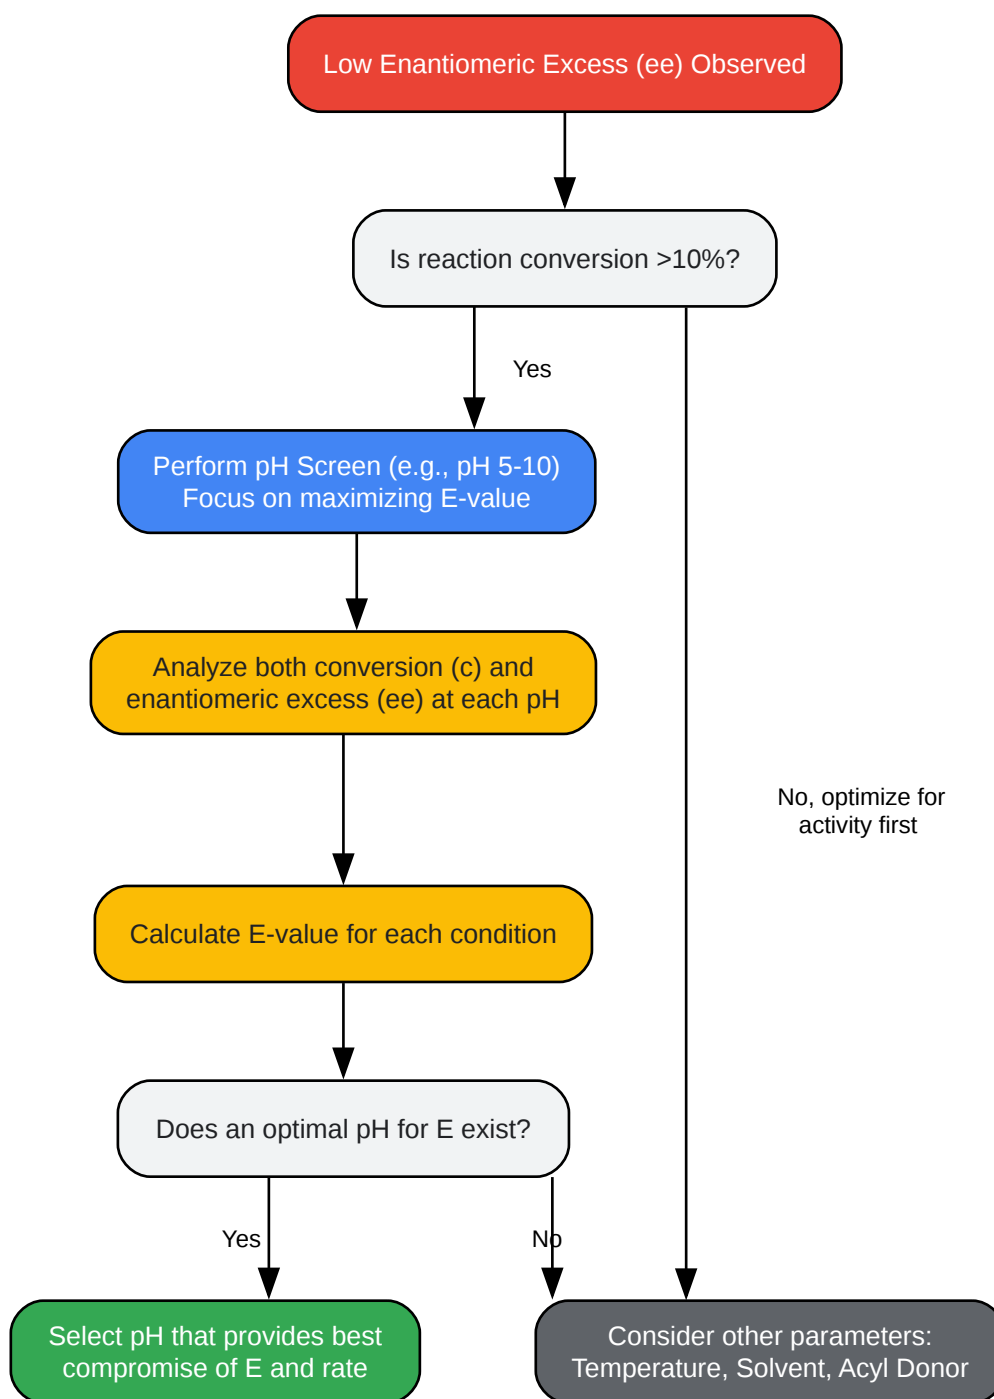 Low Enantiomeric Excess (ee) Observed
Is reaction conversion >10%?
Yes
Perform pH Screen (e.g., pH 5-10)
Focus on maximizing E-value
Analyze both conversion (c) and
enantiomeric excess (ee) at each pH
No, optimize for
activity first
Calculate E-value for each condition
Does an optimal pH for E exist?
Yes
No
Select pH that provides best
compromise of E and rate
Consider other parameters:
Temperature, Solvent, Acyl Donor